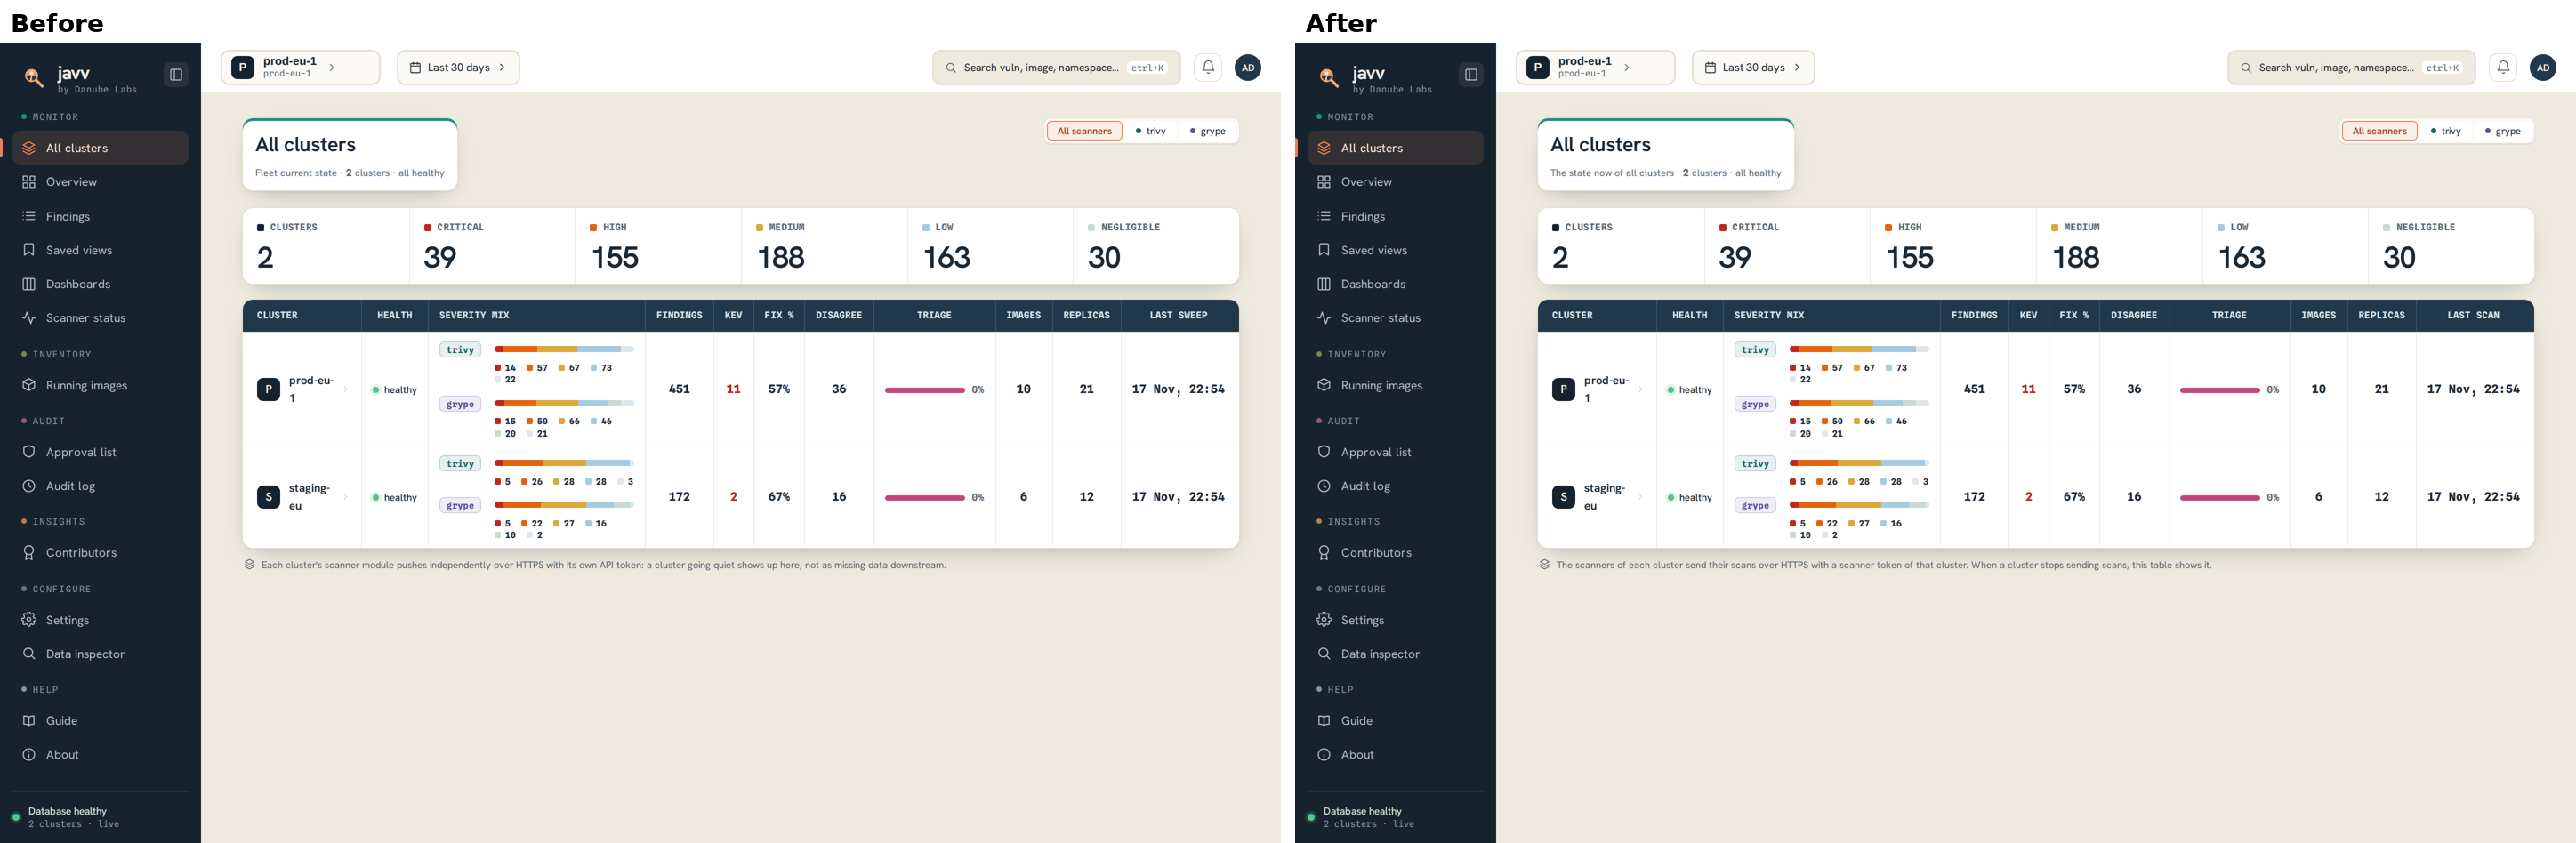 Before
javv
by Danube Labs
MONITOR
All clusters
Overview
Findings
Saved views
Dashboards
Scanner status
INVENTORY
Running images
AUDIT
Approval list
Audit log
INSIGHTS
Contributors
CONFIGURE
Settings
Data inspector
HELP
Guide
About
Database healthy
2 clusters · live
P prod-eu-1
prod-eu-1
Last 30 days
Search vuln, image, namespace... ctrl+K
AD
All clusters
Fleet current state · 2 clusters · all healthy
All scanners trivy grype
CLUSTERS CRITICAL HIGH MEDIUM LOW NEGLIGIBLE
2 39 155 188 163 30
CLUSTER HEALTH SEVERITY MIX FINDINGS KEV FIX % DISAGREE TRIAGE IMAGES REPLICAS LAST SWEEP
trivy
14 57 67 73
22
P prod-eu-
1
healthy 451 11 57% 36 0% 10 21 17 Nov, 22:54
grype
15 50 66 46
20 21
trivy
5 26 28 28 3
S staging-
eu
healthy 172 2 67% 16 0% 6 12 17 Nov, 22:54
grype
5 22 27 16
10 2
Each cluster's scanner module pushes independently over HTTPS with its own API token: a cluster going quiet shows up here, not as missing data downstream.
After
javv
by Danube Labs
MONITOR
All clusters
Overview
Findings
Saved views
Dashboards
Scanner status
INVENTORY
Running images
AUDIT
Approval list
Audit log
INSIGHTS
Contributors
CONFIGURE
Settings
Data inspector
HELP
Guide
About
Database healthy
2 clusters · live
P prod-eu-1
prod-eu-1
Last 30 days
Search vuln, image, namespace... ctrl+K
AD
All clusters
The state now of all clusters · 2 clusters · all healthy
All scanners trivy grype
CLUSTERS CRITICAL HIGH MEDIUM LOW NEGLIGIBLE
2 39 155 188 163 30
CLUSTER HEALTH SEVERITY MIX FINDINGS KEV FIX % DISAGREE TRIAGE IMAGES REPLICAS LAST SCAN
trivy
14 57 67 73
22
P prod-eu-
1
healthy 451 11 57% 36 0% 10 21 17 Nov, 22:54
grype
15 50 66 46
20 21
trivy
5 26 28 28 3
S staging-
eu
healthy 172 2 67% 16 0% 6 12 17 Nov, 22:54
grype
5 22 27 16
10 2
The scanners of each cluster send their scans over HTTPS with a scanner token of that cluster. When a cluster stops sending scans, this table shows it.